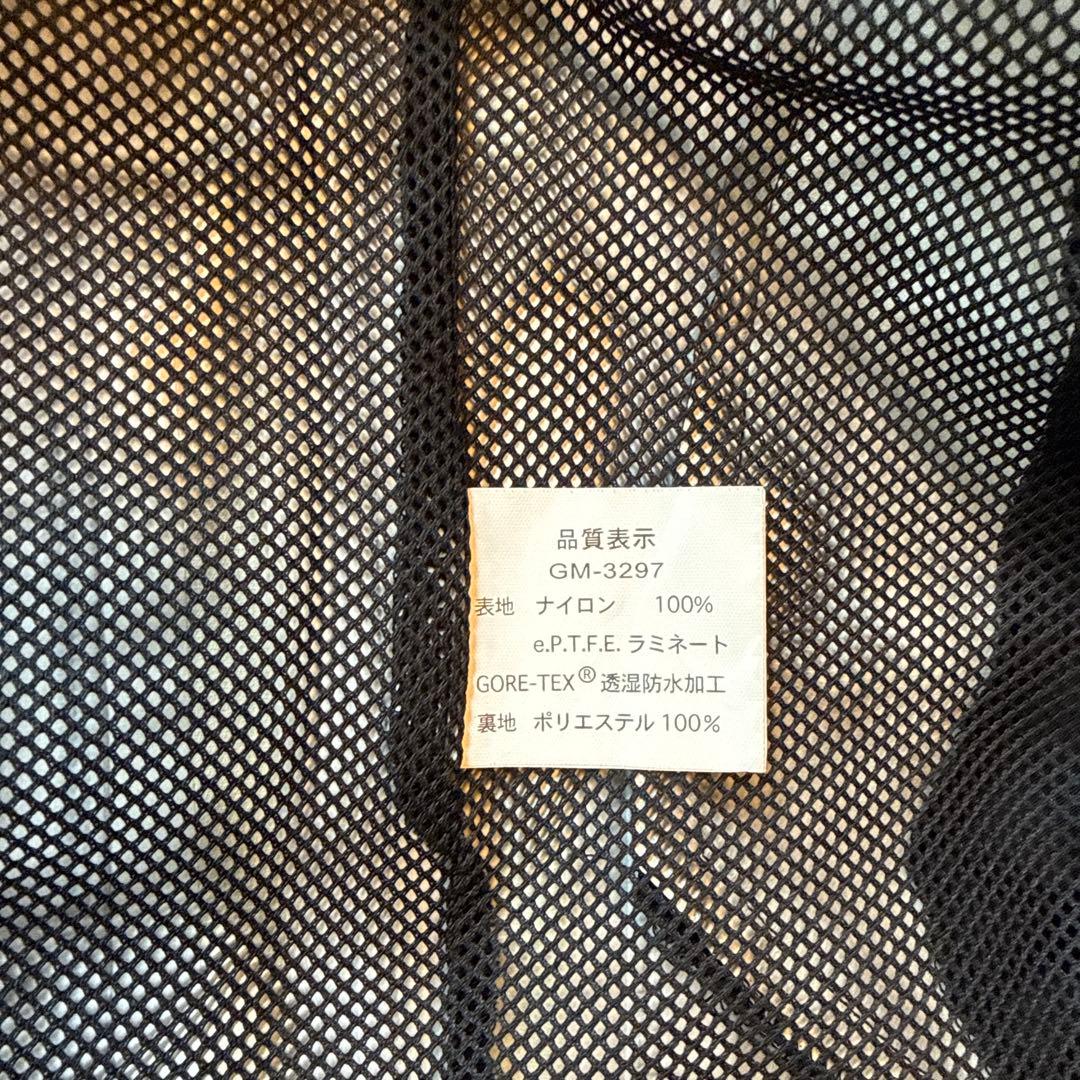 品質表示
GM-3297
表地 ナイロン 100%
e.P.T.F.E. ラミネート
GORE-TEX® 透湿防水加工
裏地 ポリエステル 100%